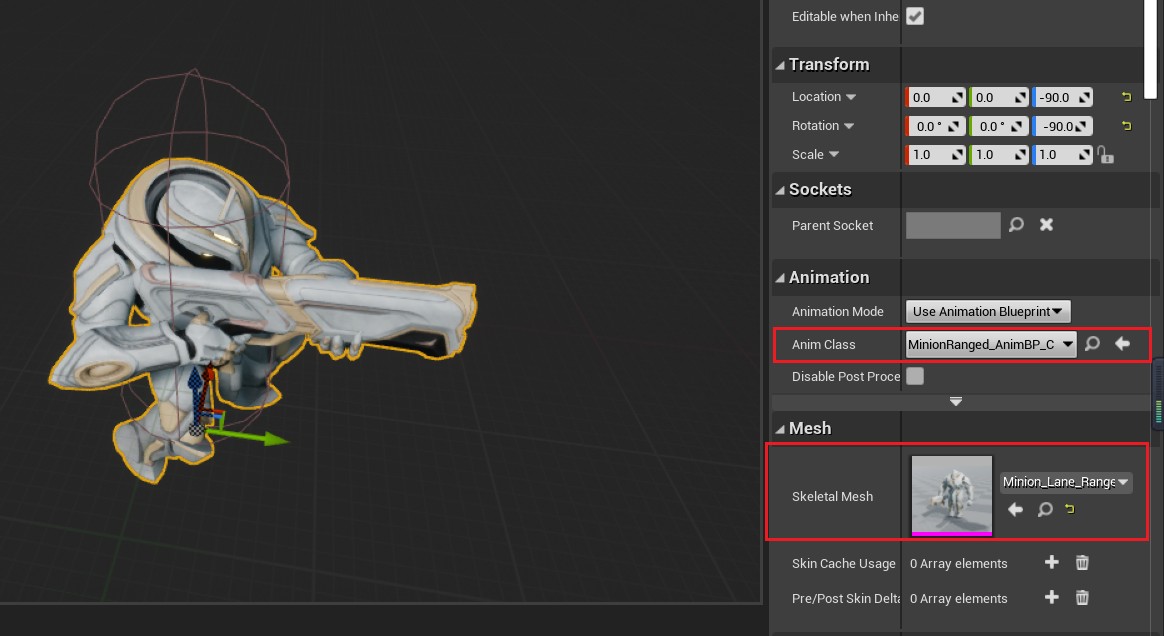 Editable when Inhe
Transform
Location 0.0 0.0 -90.0
Rotation 0.0 ° 0.0 ° -90.0
Scale 1.0 1.0 1.0
Sockets
Parent Socket
Animation
Animation Mode Use Animation Blueprint
Anim Class MinionRanged_AnimBP_C
Disable Post Proce
Mesh
Skeletal Mesh Minion_Lane_Range
Skin Cache Usage 0 Array elements
Pre/Post Skin Delta 0 Array elements